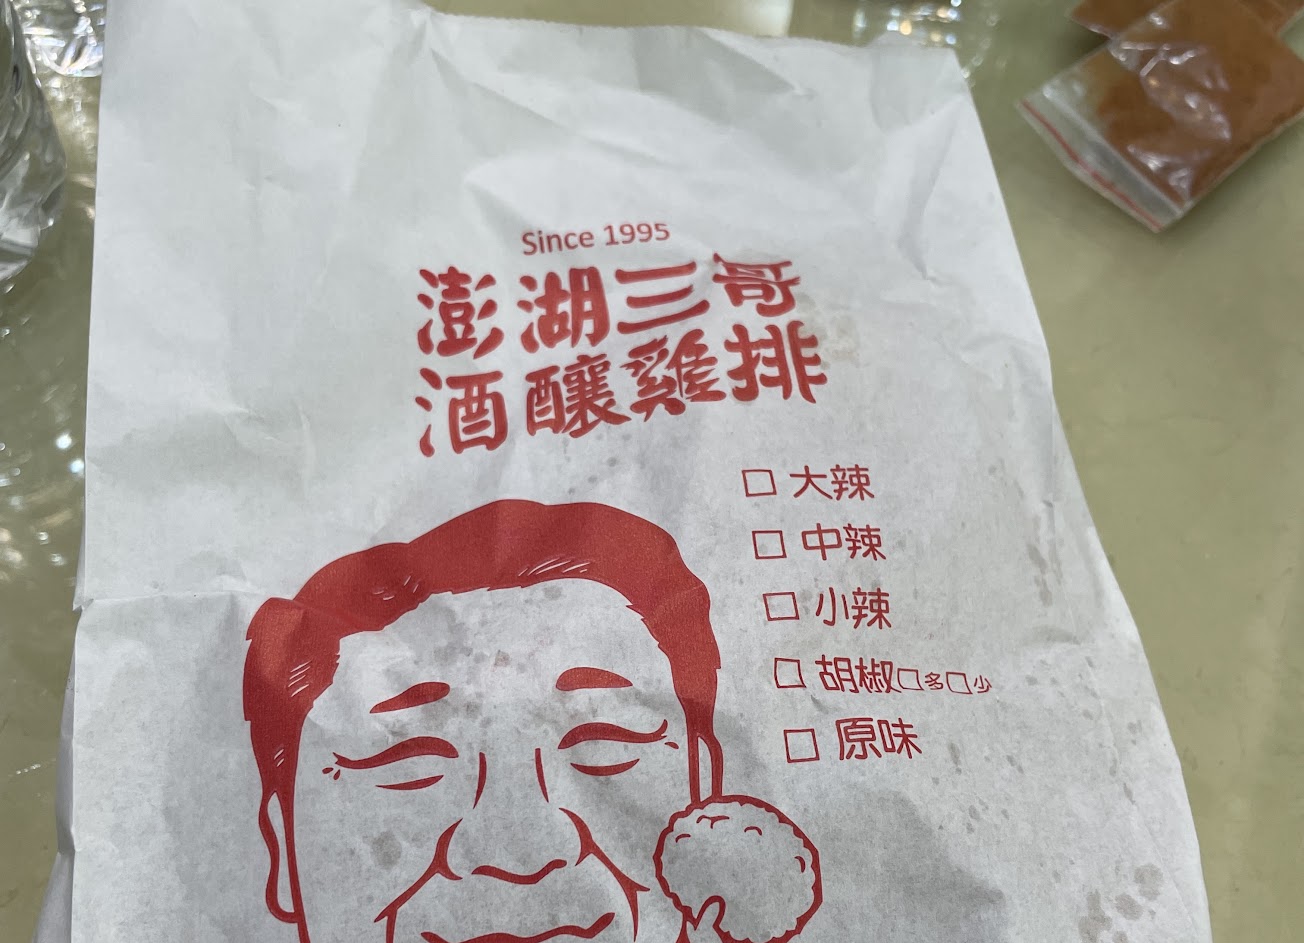 Since 1995
澎湖三哥
酒釀雞排
□ 大辣
□ 中辣
□ 小辣
□ 胡椒□多□少
□ 原味